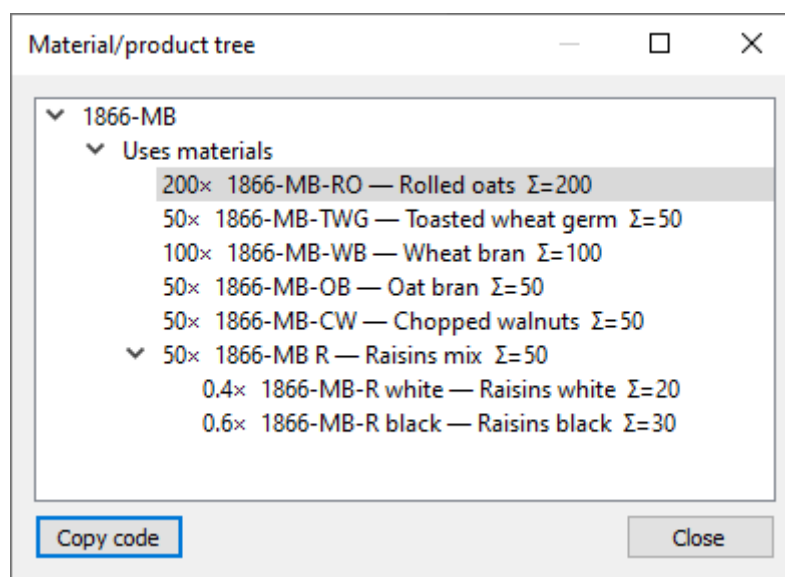 Material/product tree
1866-MB
Uses materials
200× 1866-MB-RO — Rolled oats Σ=200
50× 1866-MB-TWG — Toasted wheat germ Σ=50
100× 1866-MB-WB — Wheat bran Σ=100
50× 1866-MB-OB — Oat bran Σ=50
50× 1866-MB-CW — Chopped walnuts Σ=50
50× 1866-MB R — Raisins mix Σ=50
0.4× 1866-MB-R white — Raisins white Σ=20
0.6× 1866-MB-R black — Raisins black Σ=30
Copy code
Close